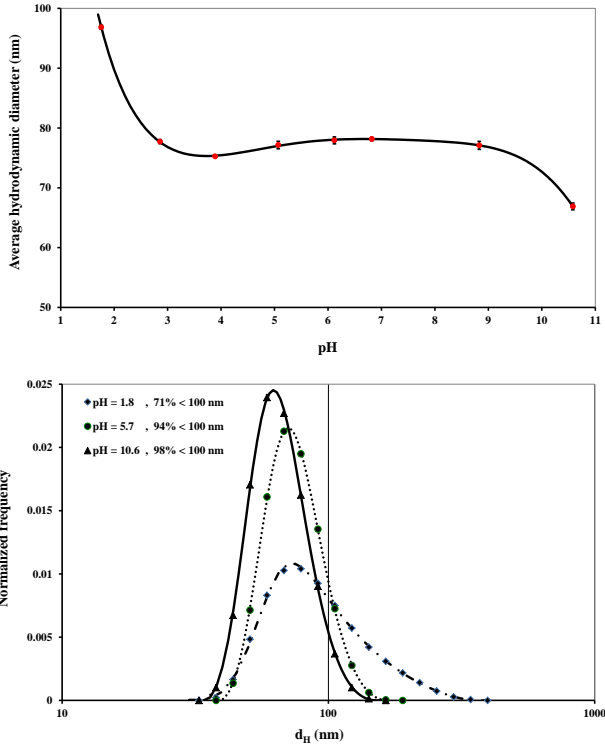 Average hydrodynamic diameter (nm)
100
90
80
70
60
50
1 2 3 4 5 6 7 8 9 10 11
pH
Normalized frequency
0.025
0.02
0.015
0.01
0.005
0
pH = 1.8 , 71% < 100 nm
pH = 5.7 , 94% < 100 nm
pH = 10.6 , 98% < 100 nm
10 100 1000
dH (nm)